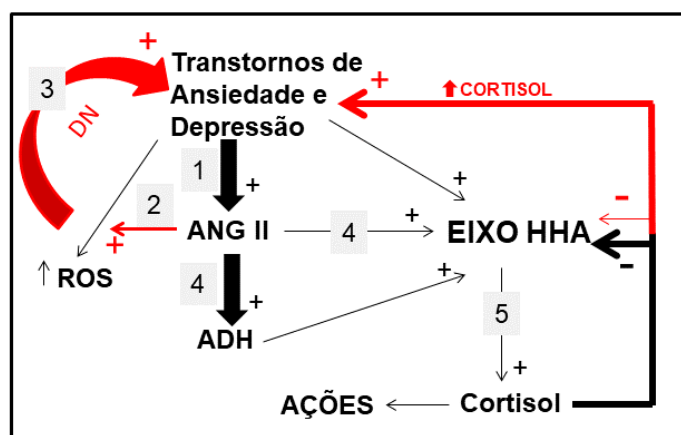 3
+
Transtornos de
Ansiedade e
Depressão
+
⬆CORTISOL
DN
1
+
+
2
+
ANG II
4
+
EIXO HHA
-
-
↑ ROS
4
+
+
ADH
5
+
AÇÕES
Cortisol